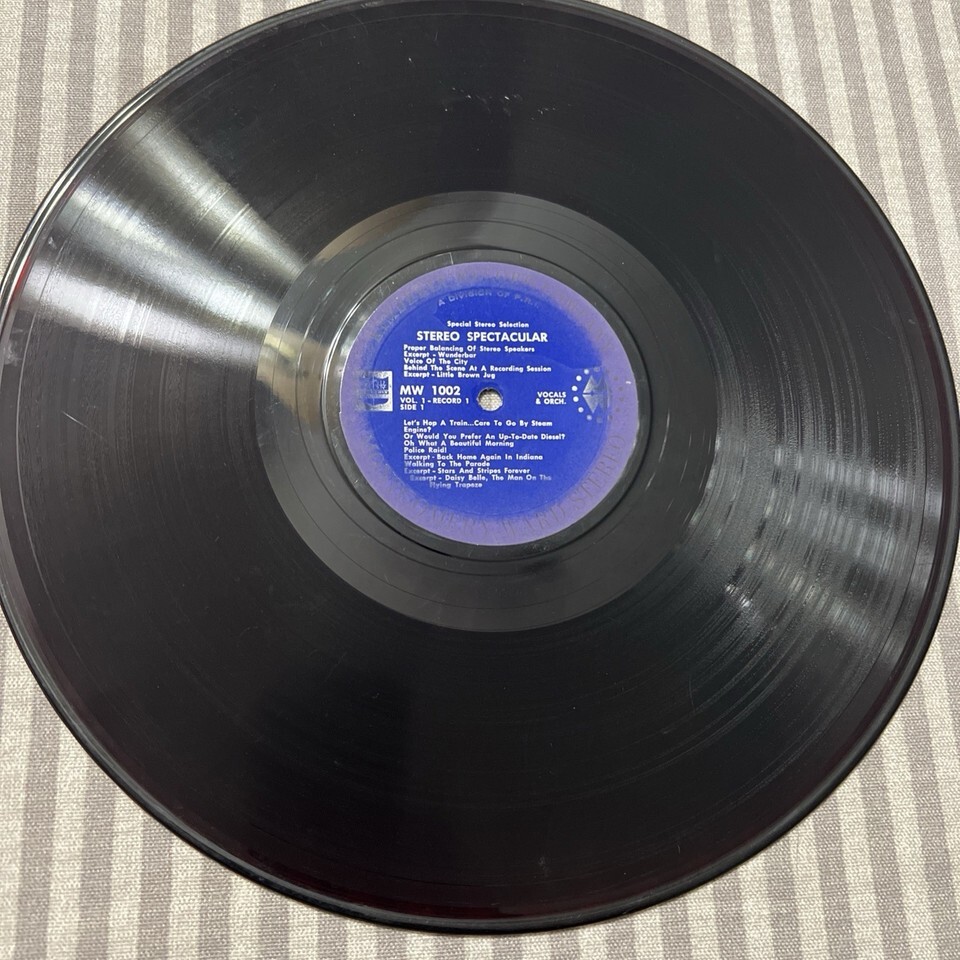 A DIVISION OF P.R.I.
Special Stereo Selection
STEREO SPECTACULAR
Proper Balancing Of Stereo Speakers
Excerpt - Wunderbar
Voice Of The City
Behind The Scene At A Recording Session
Excerpt - Little Brown Jug
MW 1002
VOL. 1 - RECORD 1
SIDE 1
VOCALS
& ORCH.
Let's Hop A Train...Care To Go By Steam
Engine?
Or Would You Prefer An Up-To-Date Diesel?
Oh What A Beautiful Morning
Police Raid!
Excerpt - Back Home Again In Indiana
Walking To The Parade
Excerpt - Stars And Stripes Forever
Excerpt - Daisy Belle, The Man On The
Flying Trapeze